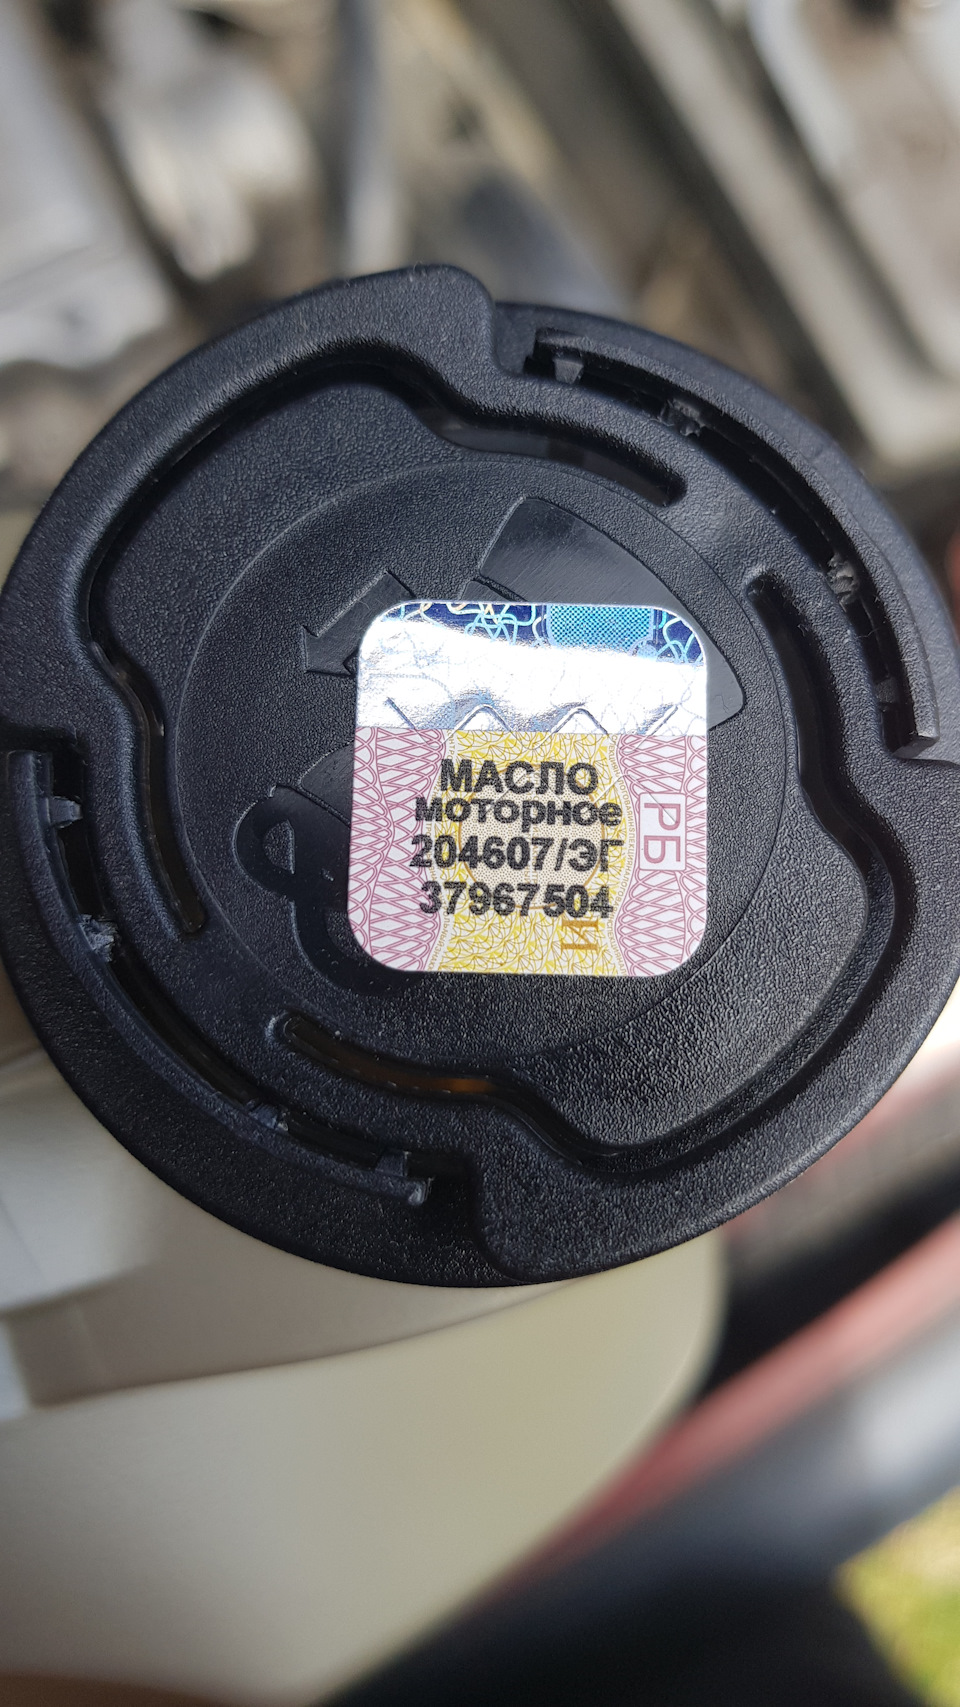 МАСЛО
моторное
204607/ЭГ
37967504
РБ
И